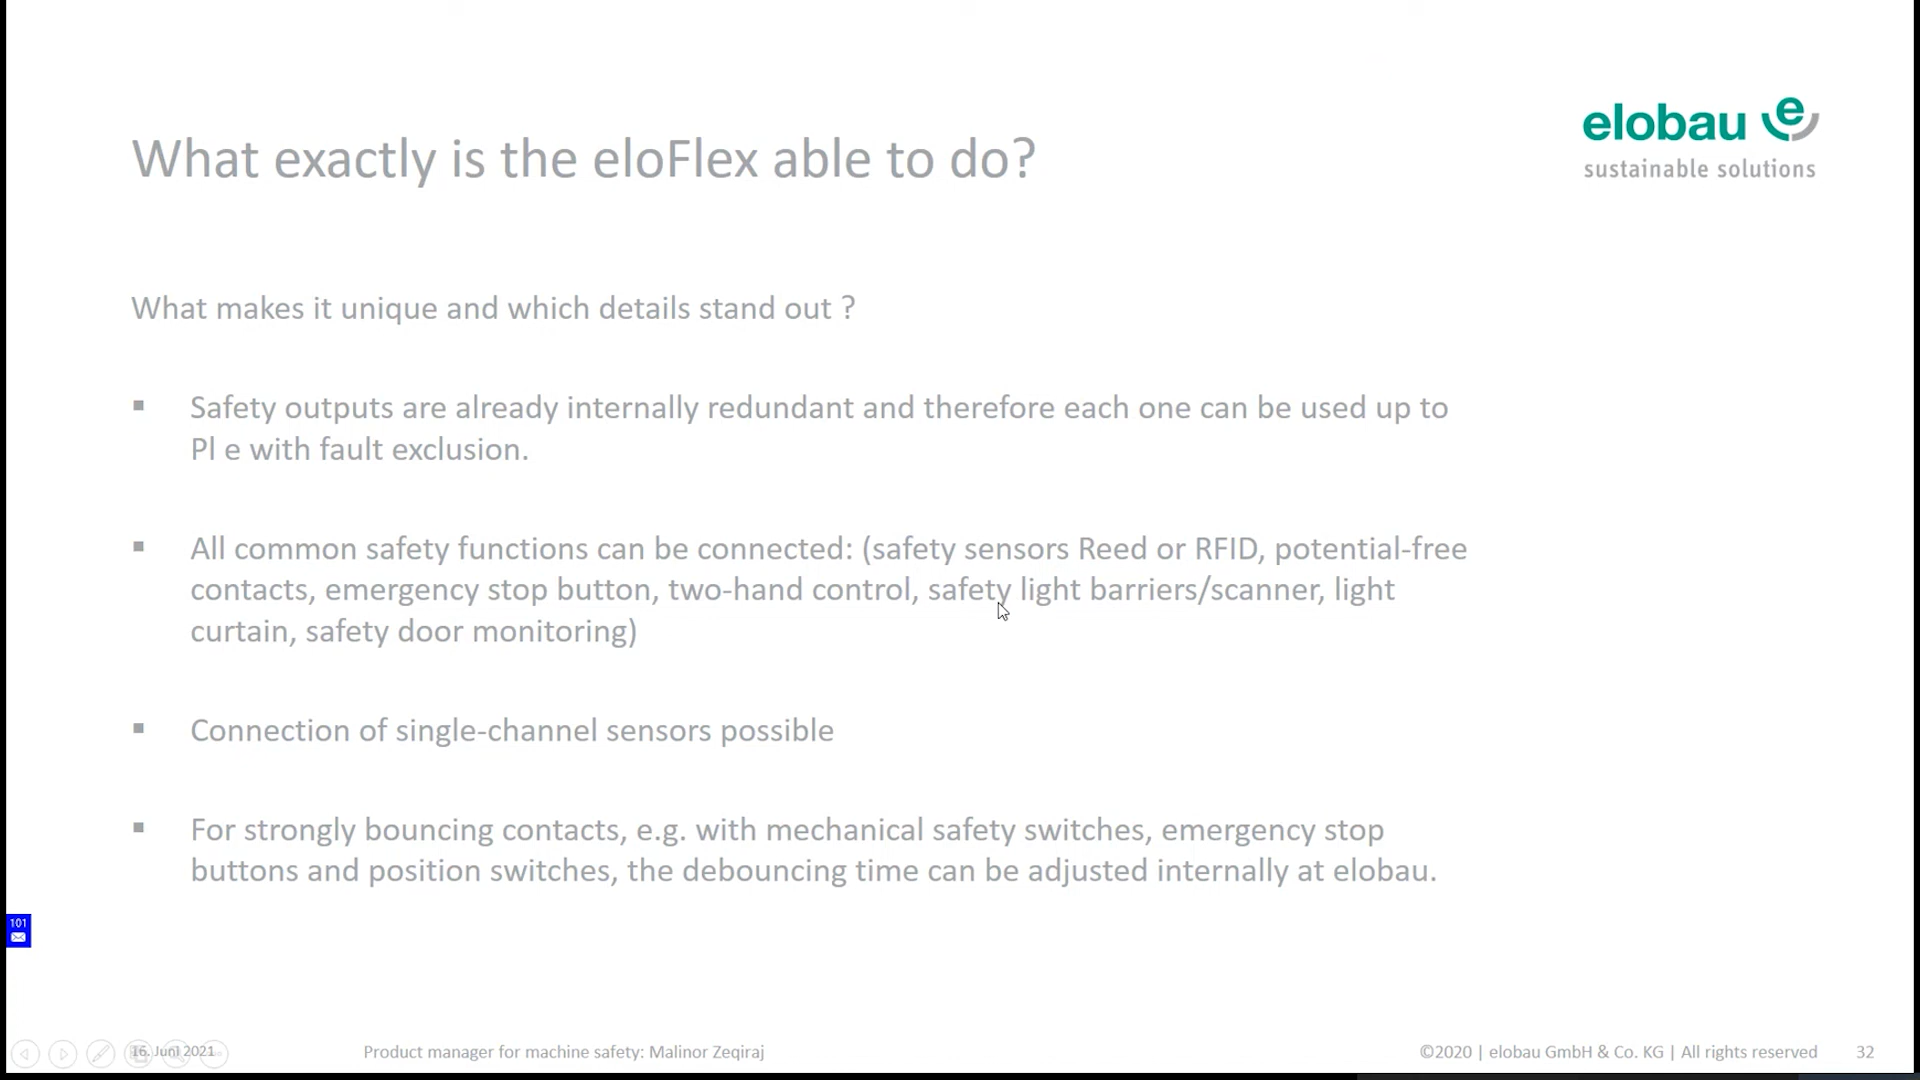 elobau e
sustainable solutions
What exactly is the eloFlex able to do?
What makes it unique and which details stand out ?
▪ Safety outputs are already internally redundant and therefore each one can be used up to
Pl e with fault exclusion.
▪ All common safety functions can be connected: (safety sensors Reed or RFID, potential-free
contacts, emergency stop button, two-hand control, safety light barriers/scanner, light
curtain, safety door monitoring)
▪ Connection of single-channel sensors possible
▪ For strongly bouncing contacts, e.g. with mechanical safety switches, emergency stop
buttons and position switches, the debouncing time can be adjusted internally at elobau.
101
16. Juni 2021
Product manager for machine safety: Malinor Zeqiraj
©2020 | elobau GmbH & Co. KG | All rights reserved
32